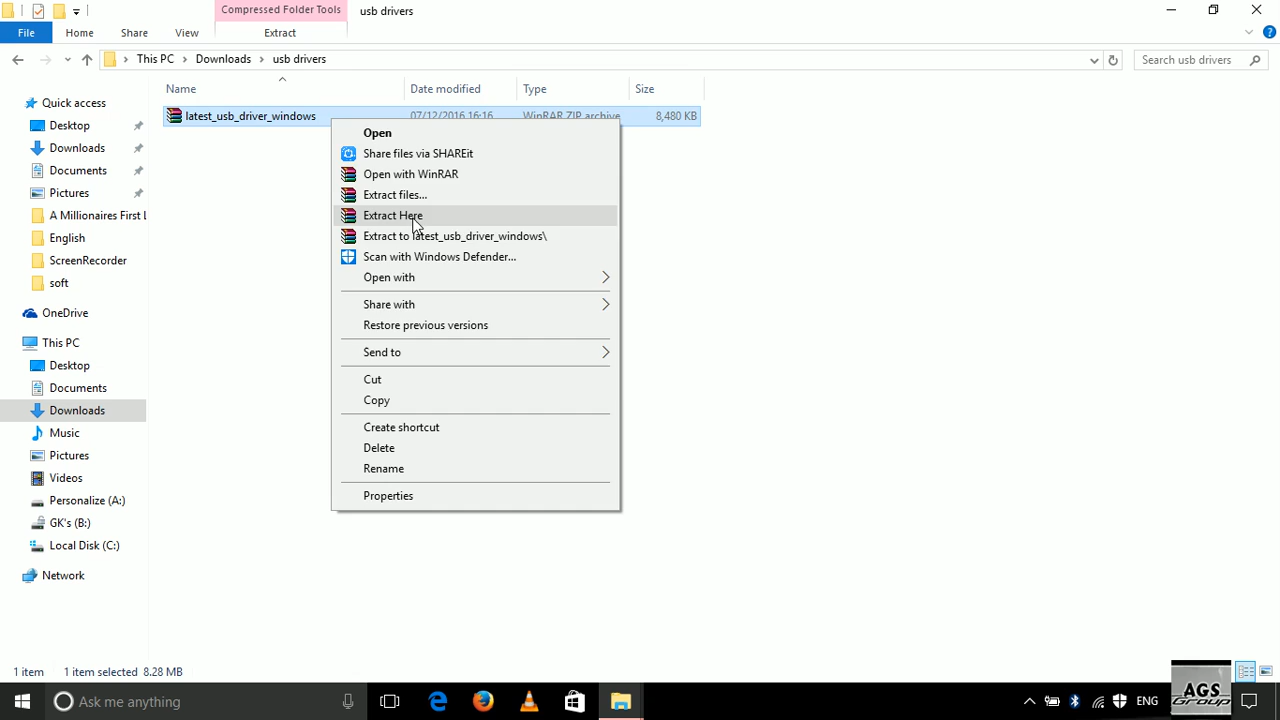 Compressed Folder Tools
usb drivers
File
Home
Share
View
Extract
This PC
Downloads
usb drivers
Search usb drivers
Name
Date modified
Type
Size
latest_usb_driver_windows
07/12/2016 16:16
WinRAR ZIP archive
8,480 KB
Quick access
Desktop
Downloads
Documents
Pictures
A Millionaires First L
English
ScreenRecorder
soft
OneDrive
This PC
Desktop
Documents
Downloads
Music
Pictures
Videos
Personalize (A:)
GK's (B:)
Local Disk (C:)
Network
Open
Share files via SHAREit
Open with WinRAR
Extract files...
Extract Here
Extract to latest_usb_driver_windows\
Scan with Windows Defender...
Open with
Share with
Restore previous versions
Send to
Cut
Copy
Create shortcut
Delete
Rename
Properties
1 item
1 item selected 8.28 MB
Ask me anything
ENG
AGS
Group